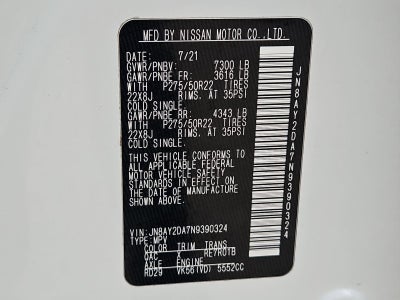 MFD BY NISSAN MOTOR CO.,LTD.
DATE: 7/21
GVWR/PNBV: 7300 LB
GAWR/PNBE FR: 3616 LB
WITH P275/50R22 TIRES
22X8J RIMS. AT 35PSI
COLD SINGLE.
GAWR/PNBE RR: 4343 LB
WITH P275/50R22 TIRES
22X8J RIMS. AT 35PSI
COLD SINGLE.
THIS VEHICLE CONFORMS TO
ALL APPLICABLE FEDERAL
MOTOR VEHICLE SAFETY
STANDARDS IN EFFECT ON
THE DATE OF MANUFACTURE
SHOWN ABOVE.
VIN: JN8AY2DA7N9390324
TYPE: MPV
COLOR TRIM TRANS
QAC X RE7R01B
AXLE ENGINE
RD29 VK56(VD) 5552CC
JN8AY2DA7N9390324